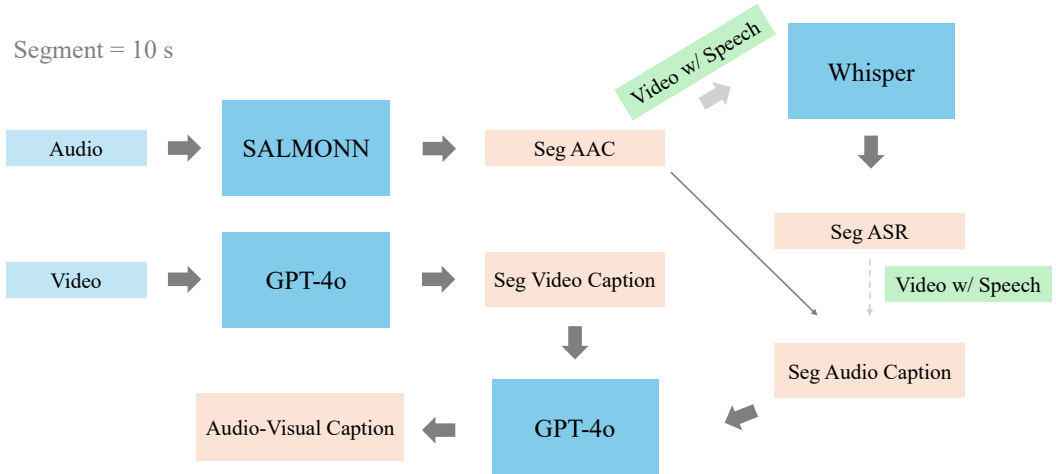 Segment = 10 s
Video w/ Speech
Whisper
Audio
SALMONN
Seg AAC
Seg ASR
Video
GPT-4o
Seg Video Caption
Video w/ Speech
Seg Audio Caption
Audio-Visual Caption
GPT-4o